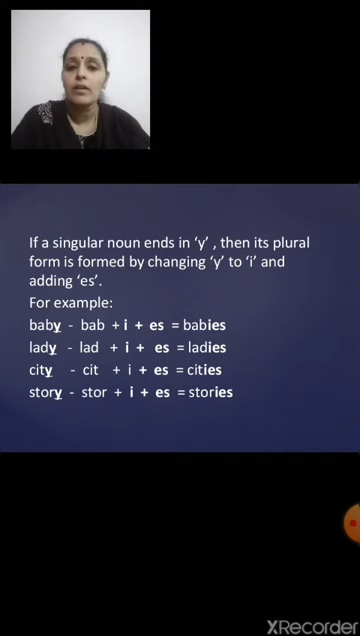 If a singular noun ends in ‘y’ , then its plural
form is formed by changing ‘y’ to ‘i’ and
adding ‘es’.
For example:
baby - bab + i + es = babies
lady - lad + i + es = ladies
city - cit + i + es = cities
story - stor + i + es = stories
XRecorder